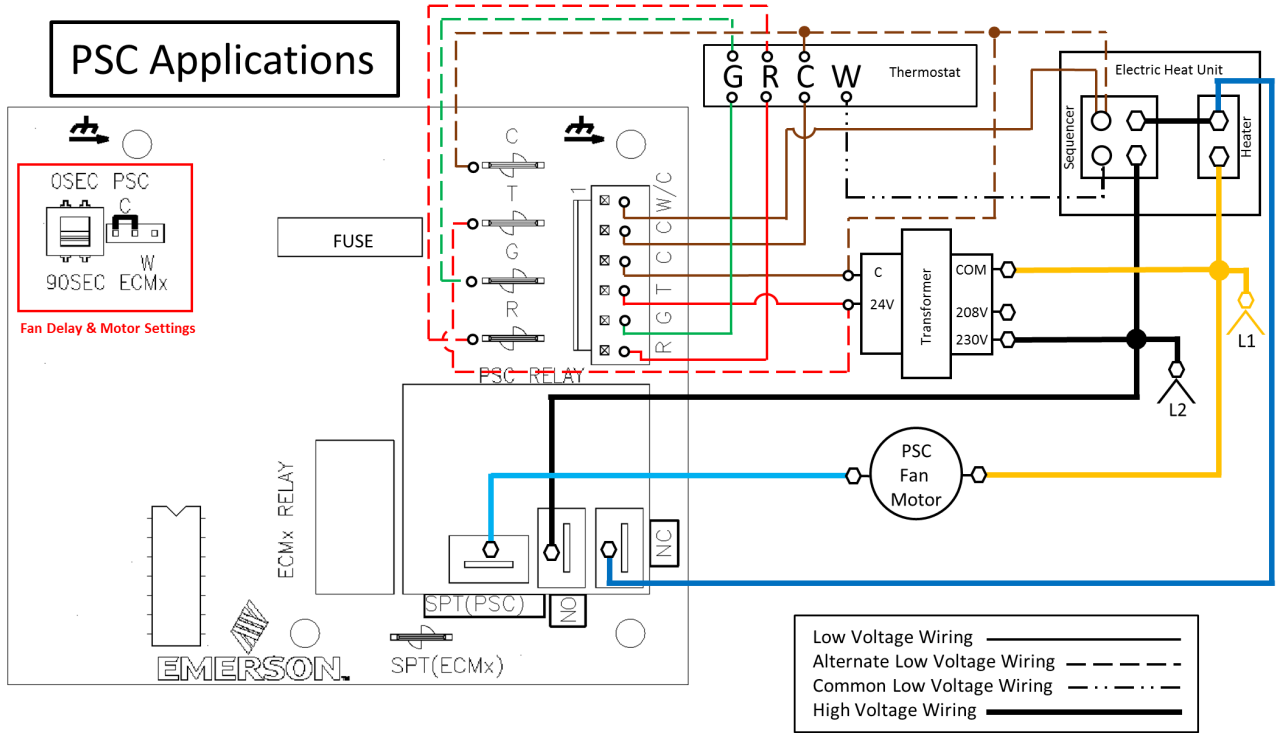 PSC Applications
G R C W Thermostat
Electric Heat Unit
Sequencer
Heater
0SEC PSC
C
W
90SEC ECMx
Fan Delay & Motor Settings
FUSE
C
T
G
R
1
W/C
C
C
T
G
R
C
24V
Transformer
COM
208V
230V
L1
L2
PSC RELAY
PSC
Fan
Motor
ECMx RELAY
SPT(PSC)
NO
NC
EMERSON™
SPT(ECMx)
Low Voltage Wiring
Alternate Low Voltage Wiring
Common Low Voltage Wiring
High Voltage Wiring